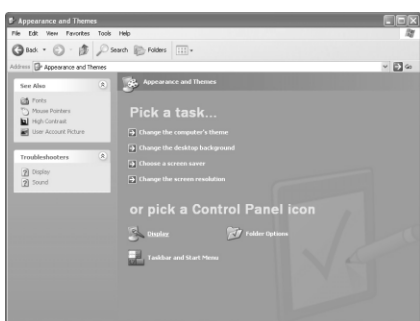 Appearance and Themes
File Edit View Favorites Tools Help
Back Search Folders
Address Appearance and Themes Go
See Also
Fonts
Mouse Pointers
High Contrast
User Account Picture
Troubleshooters
Display
Sound
Appearance and Themes
Pick a task...
Change the computer's theme
Change the desktop background
Choose a screen saver
Change the screen resolution
or pick a Control Panel icon
Display Folder Options
Taskbar and Start Menu